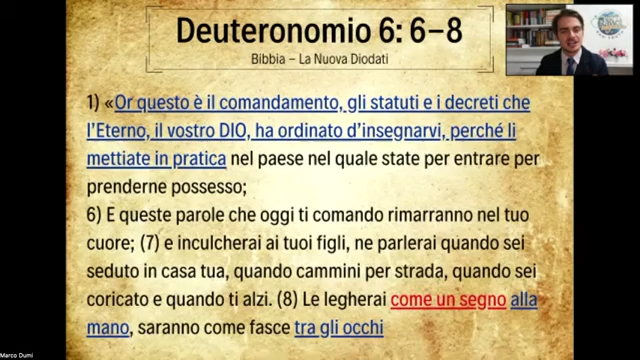 Deuteronomio 6: 6–8
Bibbia – La Nuova Diodati
1) «Or questo è il comandamento, gli statuti e i decreti che
l’Eterno, il vostro DIO, ha ordinato d’insegnarvi, perché li
mettiate in pratica nel paese nel quale state per entrare per
prenderne possesso;
6) E queste parole che oggi ti comando rimarranno nel tuo
cuore; (7) e inculcherai ai tuoi figli, ne parlerai quando sei
seduto in casa tua, quando cammini per strada, quando sei
coricato e quando ti alzi. (8) Le legherai come un segno alla
mano, saranno come fasce tra gli occhi
Marco Dumi